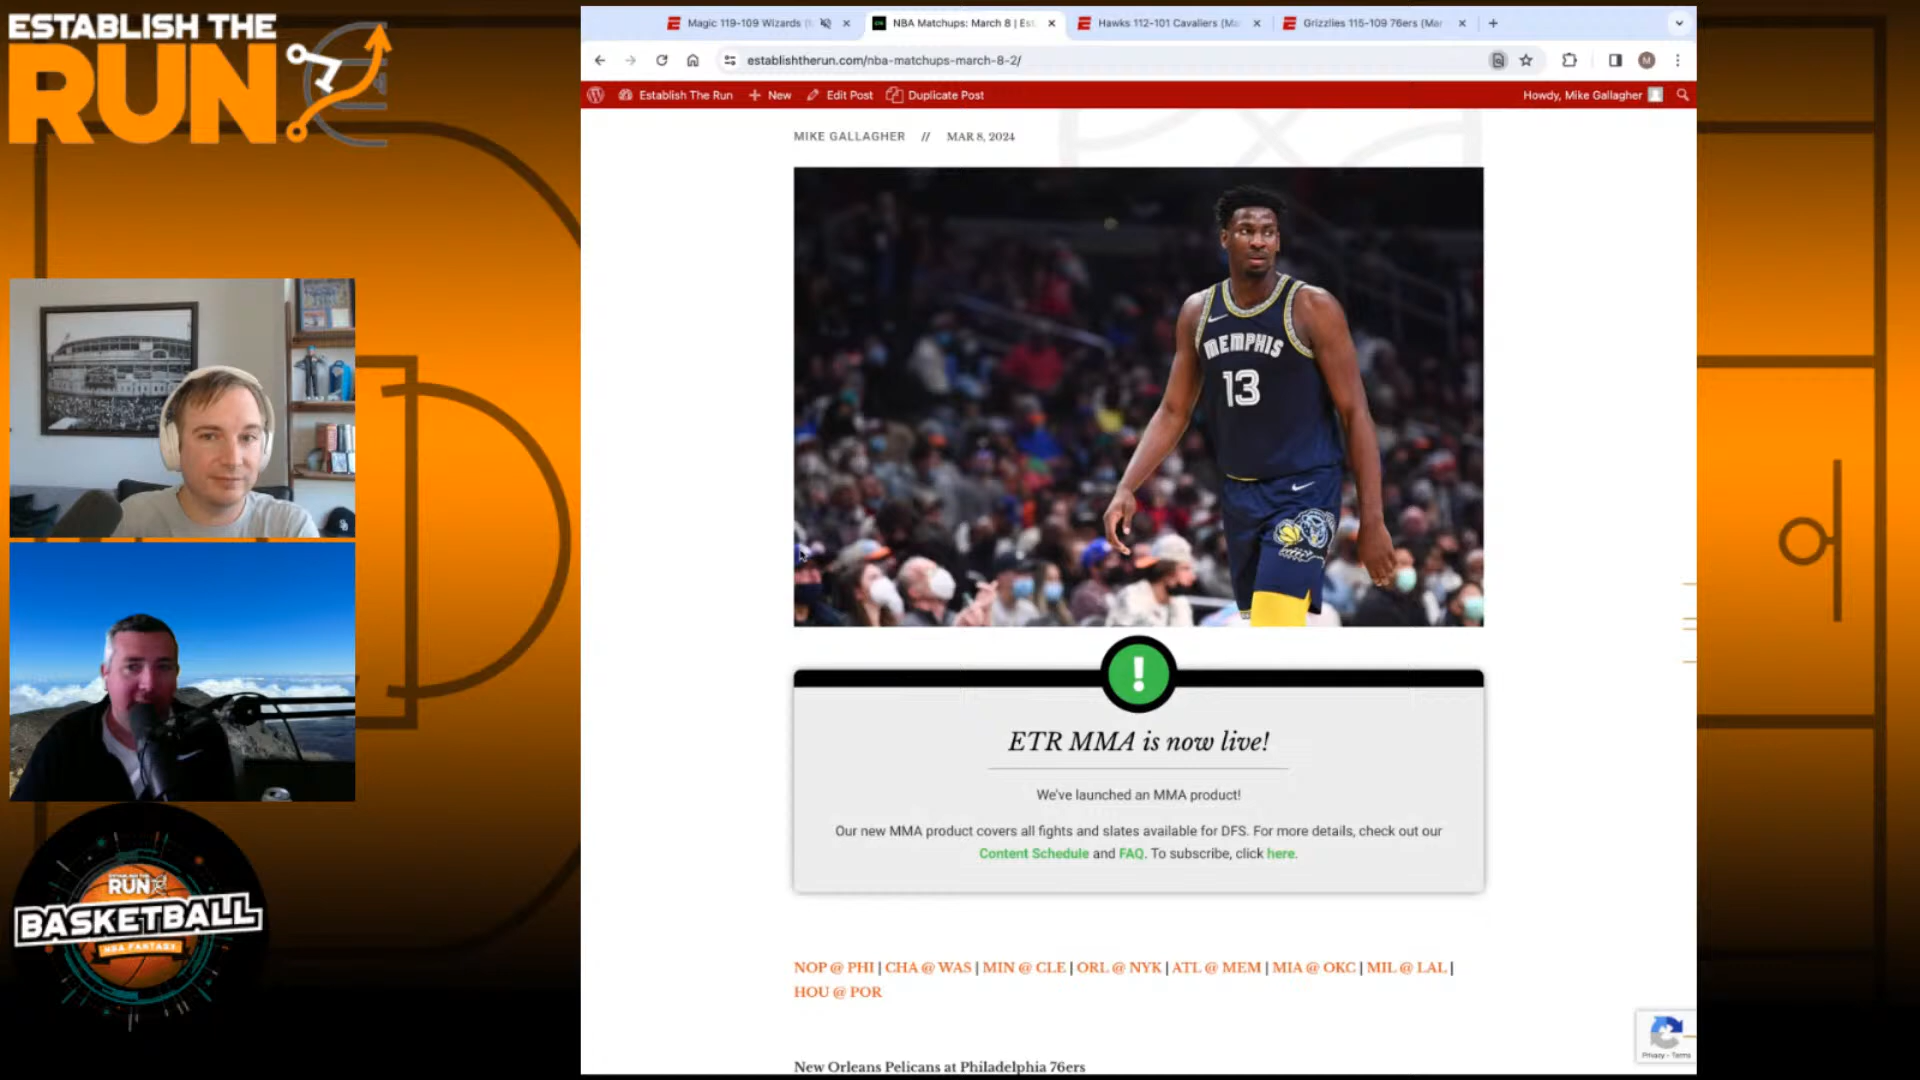 ESTABLISH THE
RUN
Magic 119-109 Wizards
NBA Matchups: March 8 | Est
Hawks 112-101 Cavaliers (Mar
Grizzlies 115-109 76ers (Mar
establishtherun.com/nba-matchups-march-8-2/
M
Establish The Run
New
Edit Post
Duplicate Post
Howdy, Mike Gallagher
MIKE GALLAGHER // MAR 8, 2024
MEMPHIS
13
!
ETR MMA is now live!
We've launched an MMA product!
Our new MMA product covers all fights and slates available for DFS. For more details, check out our
Content Schedule and FAQ. To subscribe, click here.
NOP @ PHI | CHA @ WAS | MIN @ CLE | ORL @ NYK | ATL @ MEM | MIA @ OKC | MIL @ LAL |
HOU @ POR
New Orleans Pelicans at Philadelphia 76ers
Privacy - Terms
ESTABLISH THE
RUN
BASKETBALL
NBA FANTASY